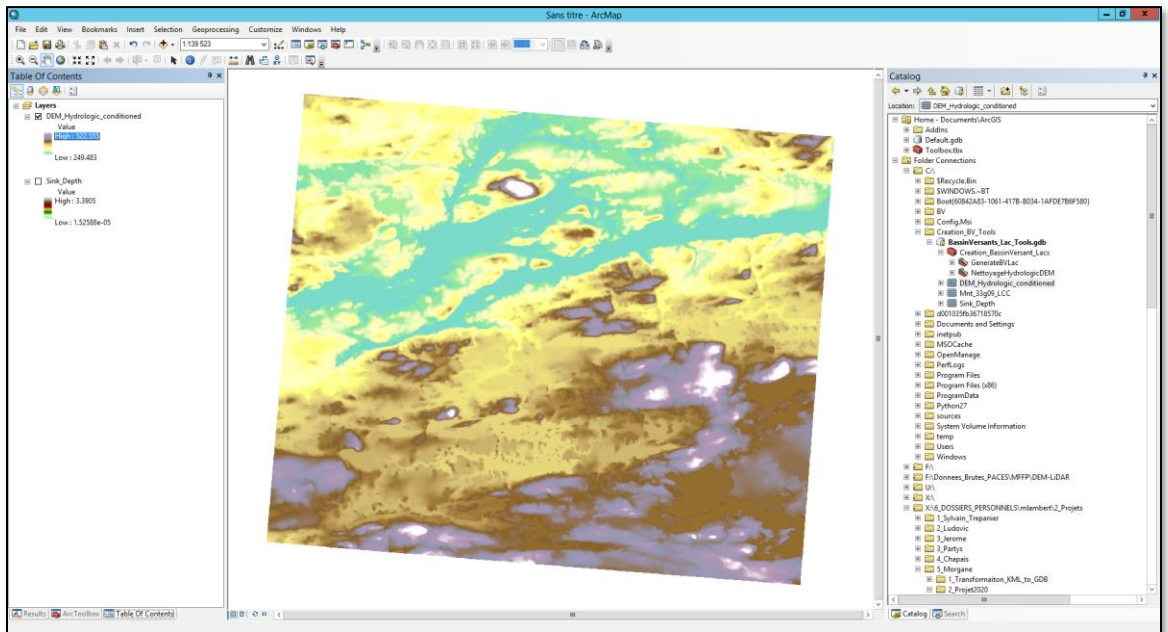 Sans titre - ArcMap
File Edit View Bookmarks Insert Selection Geoprocessing Customize Windows Help
1:139 523
Table Of Contents
Layers
DEM_Hydrologic_conditioned
Value
High : 522.555
Low : 249.483
Sink_Depth
Value
High : 3.3905
Low : 1.52588e-05
Results ArcToolbox Table Of Contents
Catalog
Location: DEM_Hydrologic_conditioned
Home - Documents\ArcGIS
AddIns
Default.gdb
Toolbox.tbx
Folder Connections
C:\
$Recycle.Bin
$WINDOWS.~BT
Boot{60842A83-1061-417B-8034-1AFDE7B6F580}
BV
Config.Msi
Creation_BV_Tools
BassinVersants_Lac_Tools.gdb
Creation_BassinVersant_Lacs
GenerateBVLac
NettoyageHydrologicDEM
DEM_Hydrologic_conditioned
Mnt_33g09_LCC
Sink_Depth
d001035fb36718570c
Documents and Settings
inetpub
MSOCache
OpenManage
PerfLogs
Program Files
Program Files (x86)
ProgramData
Python27
sources
System Volume Information
temp
Users
Windows
F:\
F:\Donnees_Brutes_PACES\MFFP\DEM-LiDAR
U:\
X:\
X:\6_DOSSIERS_PERSONNELS\mlambert\2_Projets
1_Sylvain_Trepanier
2_Ludovic
3_Jerome
3_Partys
4_Chapais
5_Morgane
1_Transformaiton_KML_to_GDB
2_Projet2020
Catalog Search